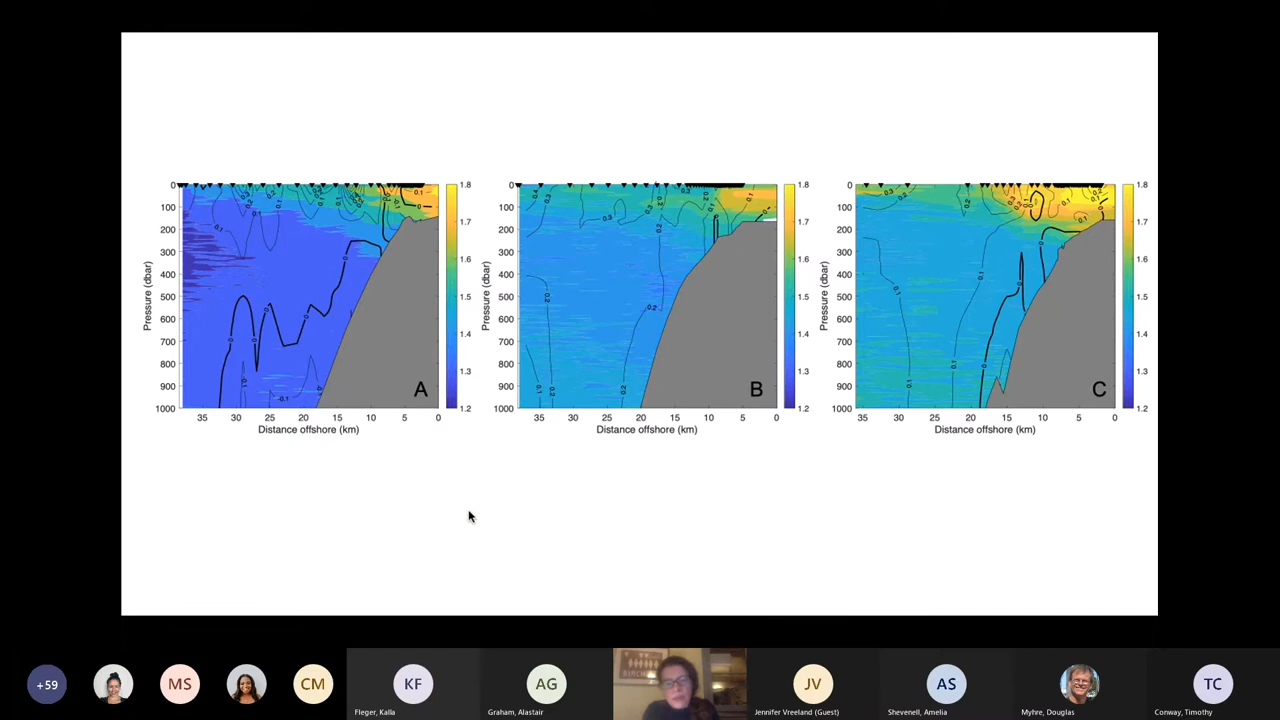 0
100
200
300
400
500
600
700
800
900
1000
Pressure (dbar)
35 30 25 20 15 10 5 0
Distance offshore (km)
A
1.8
1.7
1.6
1.5
1.4
1.3
1.2
0
100
200
300
400
500
600
700
800
900
1000
Pressure (dbar)
35 30 25 20 15 10 5 0
Distance offshore (km)
B
1.8
1.7
1.6
1.5
1.4
1.3
1.2
0
100
200
300
400
500
600
700
800
900
1000
Pressure (dbar)
35 30 25 20 15 10 5 0
Distance offshore (km)
C
1.8
1.7
1.6
1.5
1.4
1.3
1.2
+59
MS
CM
KF
Fleger, Kalla
AG
Graham, Alastair
JV
Jennifer Vreeland (Guest)
AS
Shevenell, Amelia
Myhre, Douglas
TC
Conway, Timothy